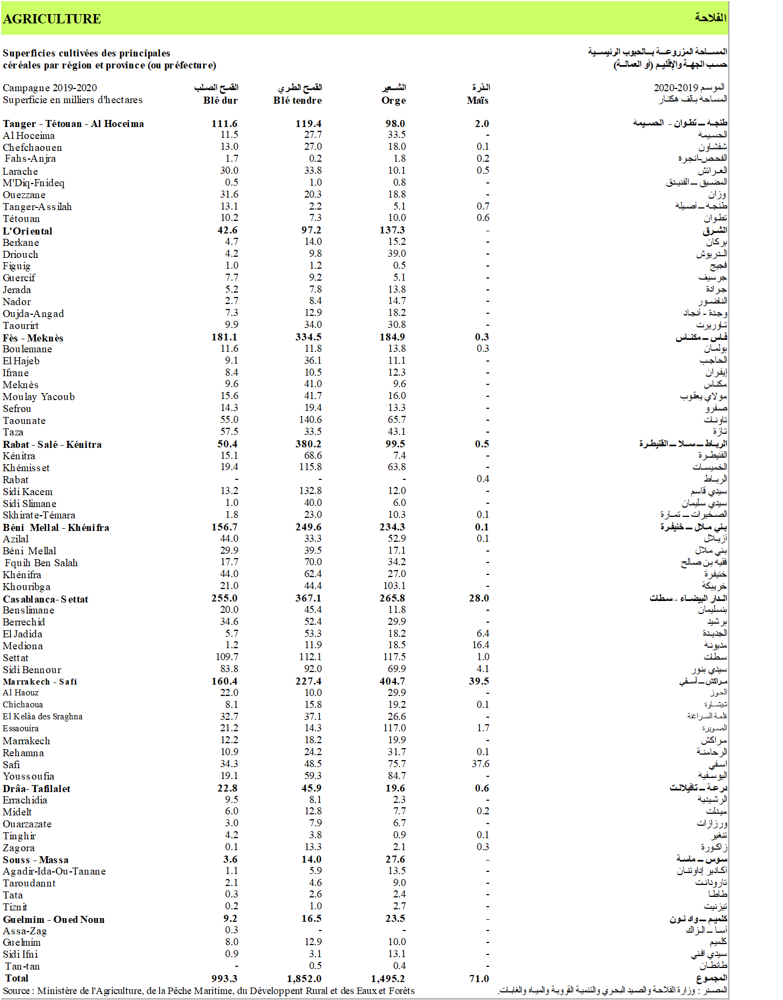 AGRICULTURE الفلاحة
Superficies cultivées des principales المساحة المزروعة بالحبوب الرئيسية
céréales par région et province (ou préfecture) حسب الجهة والإقليم (أو العمالة)
Campagne 2019-2020 القمح الصلب القمح الطري الشعير الذرة الموسم 2019-2020
Superficie en milliers d'hectares Blé dur Blé tendre Orge Maïs المساحة بألف هكتار
Tanger - Tétouan - Al Hoceima 111.6 119.4 98.0 2.0 طنجة – تطوان - الحسيمة
Al Hoceima 11.5 27.7 33.5 - الحسيمة
Chefchaouen 13.0 27.0 18.0 0.1 شفشاون
Fahs-Anjra 1.7 0.2 1.8 0.2 الفحص-انجرة
Larache 30.0 33.8 10.1 0.5 العرائش
M'Diq-Fnideq 0.5 1.0 0.8 - المضيق – الفنيدق
Ouezzane 31.6 20.3 18.8 - وزان
Tanger-Assilah 13.1 2.2 5.1 0.7 طنجة – أصيلة
Tétouan 10.2 7.3 10.0 0.6 تطوان
L'Oriental 42.6 97.2 137.3 - الشرق
Berkane 4.7 14.0 15.2 - بركان
Driouch 4.2 9.8 39.0 - الدريوش
Figuig 1.0 1.2 0.5 - فجيج
Guercif 7.7 9.2 5.1 - جرسيف
Jerada 5.2 7.8 13.8 - جرادة
Nador 2.7 8.4 14.7 - الناضور
Oujda-Angad 7.3 12.9 18.2 - وجدة - أنجاد
Taourirt 9.9 34.0 30.8 - تاوريرت
Fès - Meknès 181.1 334.5 184.9 0.3 فاس – مكناس
Boulemane 11.6 11.8 13.8 0.3 بولمان
El Hajeb 9.1 36.1 11.1 - الحاجب
Ifrane 8.4 10.5 12.3 - إيفران
Meknès 9.6 41.0 9.6 - مكناس
Moulay Yacoub 15.6 41.7 16.0 - مولاي يعقوب
Sefrou 14.3 19.4 13.3 - صفرو
Taounate 55.0 140.6 65.7 - تاونات
Taza 57.5 33.5 43.1 - تازة
Rabat - Salé - Kénitra 50.4 380.2 99.5 0.5 الرباط – سلا – القنيطرة
Kénitra 15.1 68.6 7.4 - القنيطرة
Khémisset 19.4 115.8 63.8 - الخميسات
Rabat - - - 0.4 الرباط
Sidi Kacem 13.2 132.8 12.0 - سيدي قاسم
Sidi Slimane 1.0 40.0 6.0 - سيدي سليمان
Skhirate-Témara 1.8 23.0 10.3 0.1 الصخيرات – تمارة
Béni Mellal - Khénifra 156.7 249.6 234.3 0.1 بني ملال – خنيفرة
Azilal 44.0 33.3 52.9 0.1 أزيلال
Béni Mellal 29.9 39.5 17.1 - بني ملال
Fquih Ben Salah 17.7 70.0 34.2 - فقيه بن صالح
Khénifra 44.0 62.4 27.0 - خنيفرة
Khouribga 21.0 44.4 103.1 - خريبكة
Casablanca- Settat 255.0 367.1 265.8 28.0 الدار البيضاء - سطات
Benslimane 20.0 45.4 11.8 - بنسليمان
Berrechid 34.6 52.4 29.9 - برشيد
El Jadida 5.7 53.3 18.2 6.4 الجديدة
Mediona 1.2 11.9 18.5 16.4 مديونة
Settat 109.7 112.1 117.5 1.0 سطات
Sidi Bennour 83.8 92.0 69.9 4.1 سيدي بنور
Marrakech - Safi 160.4 227.4 404.7 39.5 مراكش – آسفي
Al Haouz 22.0 10.0 29.9 - الحوز
Chichaoua 8.1 15.8 19.2 0.1 شيشاوة
El Kelâa des Sraghna 32.7 37.1 26.6 - قلعة السراغنة
Essaouira 21.2 14.3 117.0 1.7 الصويرة
Marrakech 12.2 18.2 19.9 - مراكش
Rehamna 10.9 24.2 31.7 0.1 الرحامنة
Safi 34.3 48.5 75.7 37.6 اسفي
Youssoufia 19.1 59.3 84.7 - اليوسفية
Drâa- Tafilalet 22.8 45.9 19.6 0.6 درعة – تافيلالت
Errachidia 9.5 8.1 2.3 - الرشيدية
Midelt 6.0 12.8 7.7 0.2 ميدلت
Ouarzazate 3.0 7.9 6.7 - ورزازات
Tinghir 4.2 3.8 0.9 0.1 تنغير
Zagora 0.1 13.3 2.1 0.3 زاكورة
Souss - Massa 3.6 14.0 27.6 - سوس – ماسة
Agadir-Ida-Ou-Tanane 1.1 5.9 13.5 - أكادير إداوتنان
Taroudannt 2.1 4.6 9.0 - تارودانت
Tata 0.3 2.6 2.4 - طاطا
Tiznit 0.2 1.0 2.7 - تيزنيت
Guelmim - Oued Noun 9.2 16.5 23.5 - كلميم – واد نون
Assa-Zag 0.3 - - - أسا – الزاك
Guelmim 8.0 12.9 10.0 - كلميم
Sidi Ifni 0.9 3.1 13.1 - سيدي افني
Tan-tan - 0.5 0.4 - طانطان
Total 993.3 1,852.0 1,495.2 71.0 المجموع
Source : Ministère de l'Agriculture, de la Pêche Maritime, du Développent Rural et des Eaux et Forêts المصدر : وزارة الفلاحة والصيد البحري والتنمية القروية والمياه والغابات.